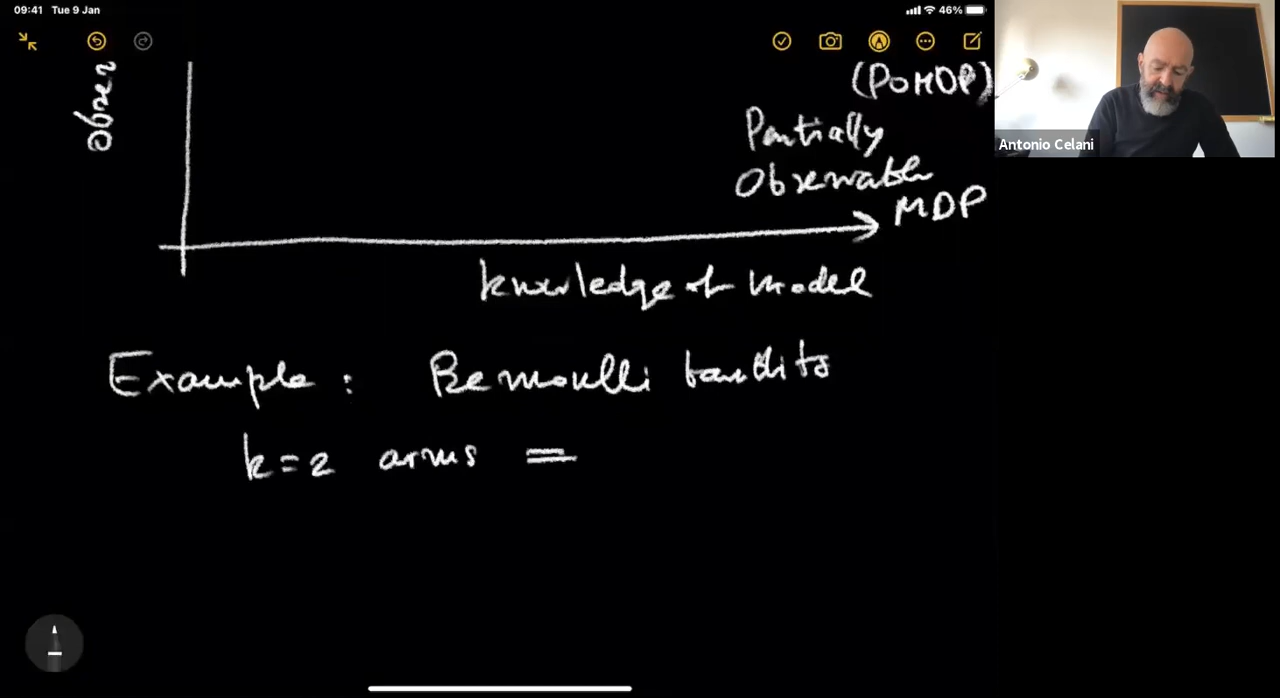 09:41 Tue 9 Jan
46%
(POMDP)
Partially
Observable
MDP
knowledge of model
Example : Bernoulli bandits
k=2 arms =
Antonio Celani